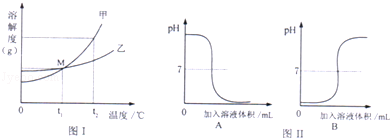 溶解度(g)
甲
乙
M
0
t₁
t₂
温度/℃
图 I
pH
7
0
加入溶液体积/mL
A
pH
7
0
加入溶液体积/mL
B
图 II